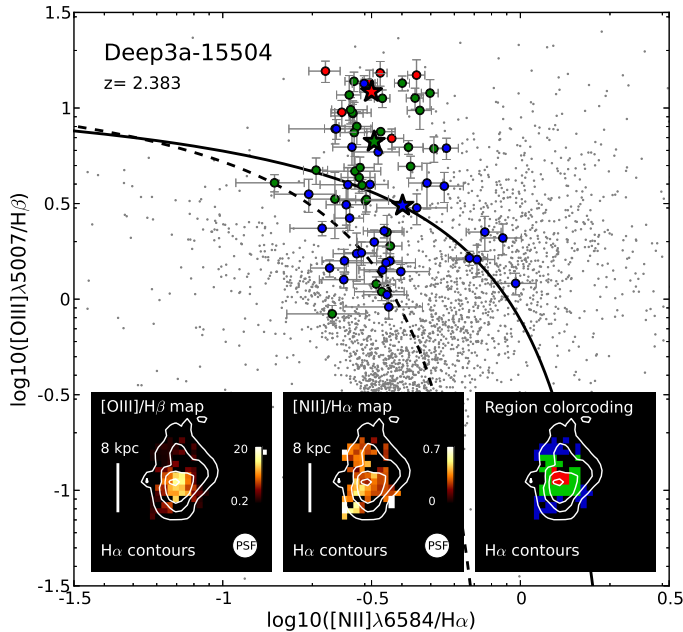 Deep3a-15504
z= 2.383
1.5
1
0.5
0
-0.5
-1
-1.5
log10([OIII]λ5007/Hβ)
[OIII]/Hβ map
8 kpc
20
0.2
Hα contours
PSF
[NII]/Hα map
8 kpc
0.7
0
Hα contours
PSF
Region colorcoding
Hα contours
-1.5
-1
-0.5
0
0.5
log10([NII]λ6584/Hα)